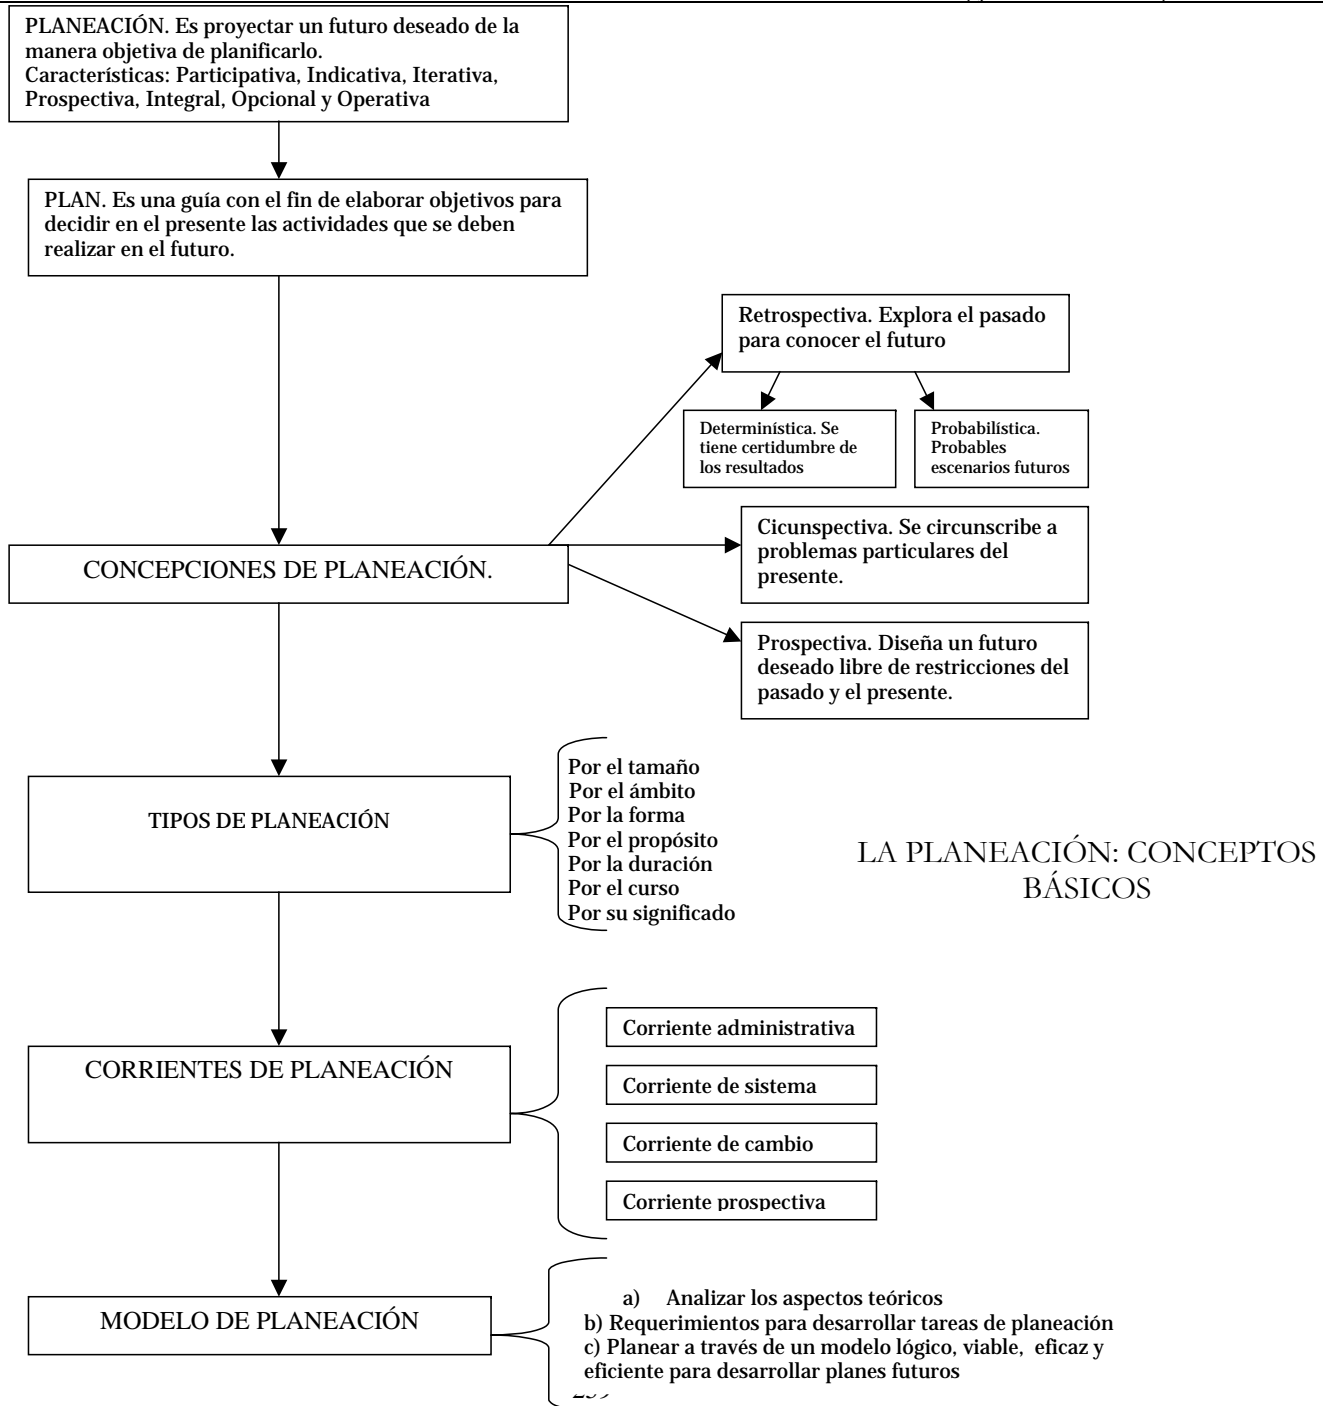 PLANEACIÓN. Es proyectar un futuro deseado de la
manera objetiva de planificarlo.
Características: Participativa, Indicativa, Iterativa,
Prospectiva, Integral, Opcional y Operativa
PLAN. Es una guía con el fin de elaborar objetivos para
decidir en el presente las actividades que se deben
realizar en el futuro.
Retrospectiva. Explora el pasado
para conocer el futuro
Determinística. Se
tiene certidumbre de
los resultados
Probabilística.
Probables
escenarios futuros
CONCEPCIONES DE PLANEACIÓN.
Cicunspectiva. Se circunscribe a
problemas particulares del
presente.
Prospectiva. Diseña un futuro
deseado libre de restricciones del
pasado y el presente.
TIPOS DE PLANEACIÓN
Por el tamaño
Por el ámbito
Por la forma
Por el propósito
Por la duración
Por el curso
Por su significado
LA PLANEACIÓN: CONCEPTOS
BÁSICOS
CORRIENTES DE PLANEACIÓN
Corriente administrativa
Corriente de sistema
Corriente de cambio
Corriente prospectiva
MODELO DE PLANEACIÓN
a) Analizar los aspectos teóricos
b) Requerimientos para desarrollar tareas de planeación
c) Planear a través de un modelo lógico, viable, eficaz y
eficiente para desarrollar planes futuros